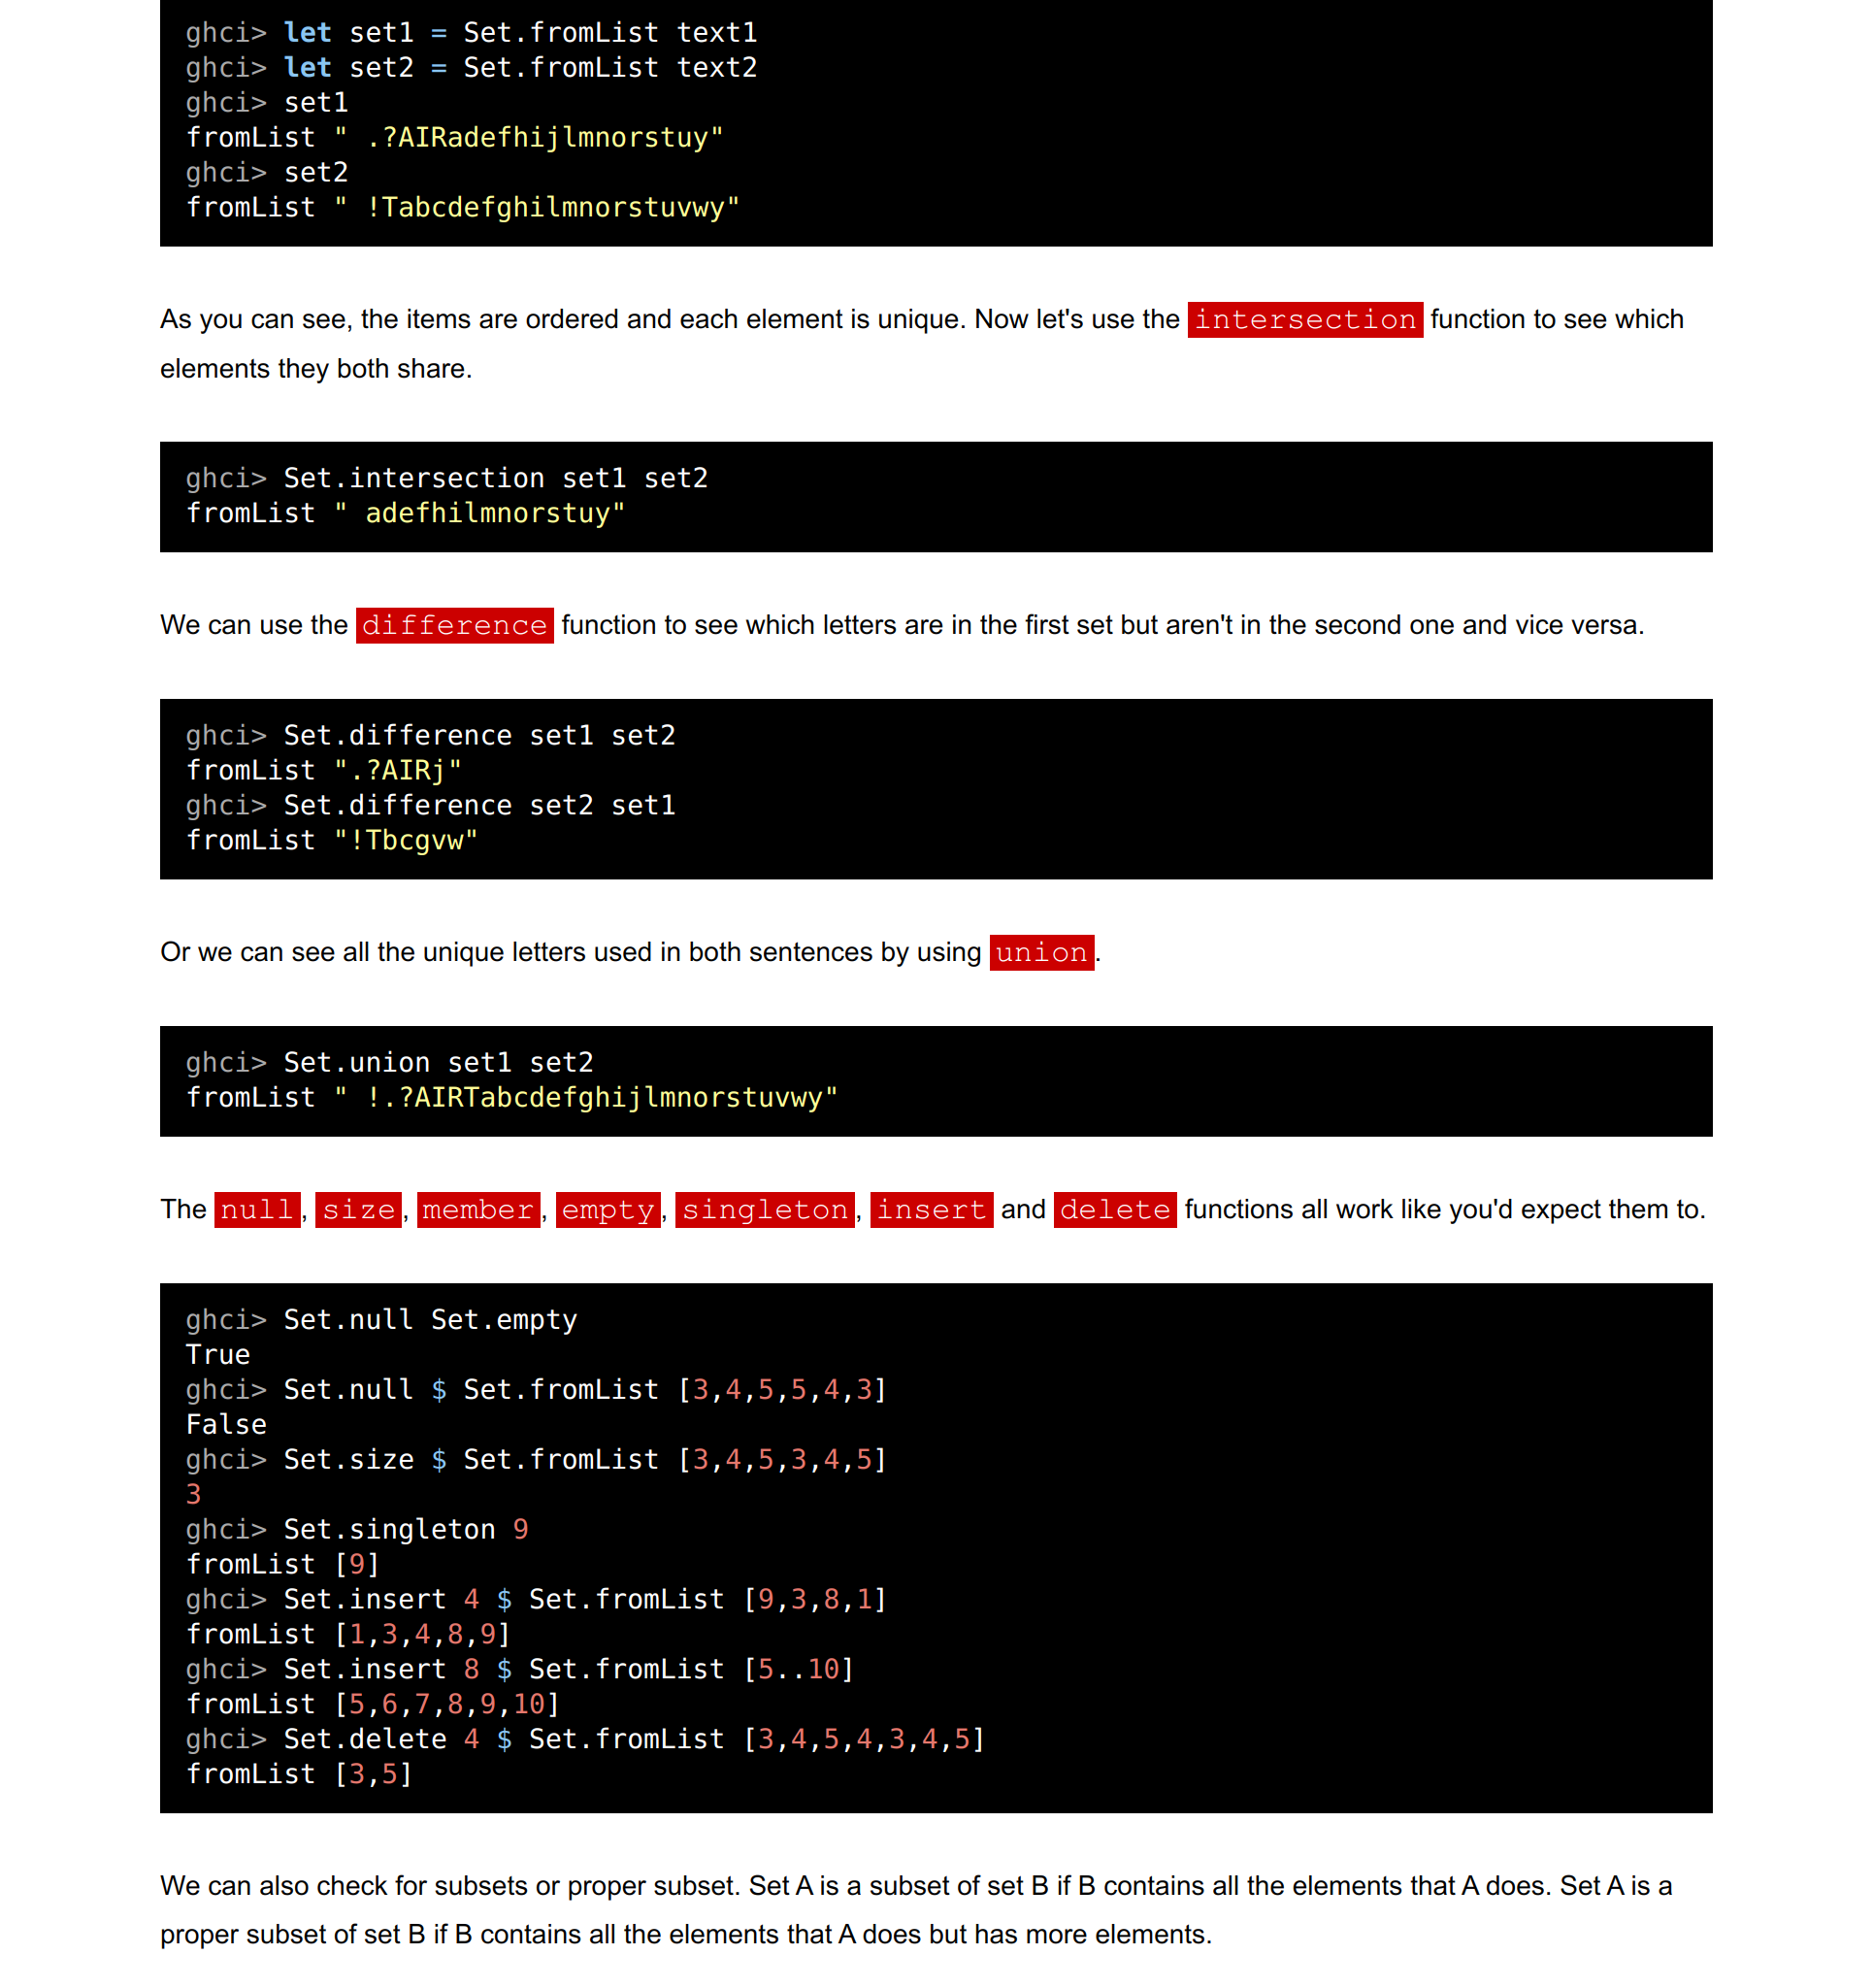 ghci> let set1 = Set.fromList text1
ghci> let set2 = Set.fromList text2
ghci> set1
fromList " .?AIRadefhijlmnorstuy"
ghci> set2
fromList " !Tabcdefghilmnorstuvwy"
As you can see, the items are ordered and each element is unique. Now let's use the intersection function to see which
elements they both share.
ghci> Set.intersection set1 set2
fromList " adefhilmnorstuy"
We can use the difference function to see which letters are in the first set but aren't in the second one and vice versa.
ghci> Set.difference set1 set2
fromList ".?AIRj"
ghci> Set.difference set2 set1
fromList "!Tbcgvw"
Or we can see all the unique letters used in both sentences by using union.
ghci> Set.union set1 set2
fromList " !.?AIRTabcdefghijlmnorstuvwy"
The null, size, member, empty, singleton, insert and delete functions all work like you'd expect them to.
ghci> Set.null Set.empty
True
ghci> Set.null $ Set.fromList [3,4,5,5,4,3]
False
ghci> Set.size $ Set.fromList [3,4,5,3,4,5]
3
ghci> Set.singleton 9
fromList [9]
ghci> Set.insert 4 $ Set.fromList [9,3,8,1]
fromList [1,3,4,8,9]
ghci> Set.insert 8 $ Set.fromList [5..10]
fromList [5,6,7,8,9,10]
ghci> Set.delete 4 $ Set.fromList [3,4,5,4,3,4,5]
fromList [3,5]
We can also check for subsets or proper subset. Set A is a subset of set B if B contains all the elements that A does. Set A is a
proper subset of set B if B contains all the elements that A does but has more elements.